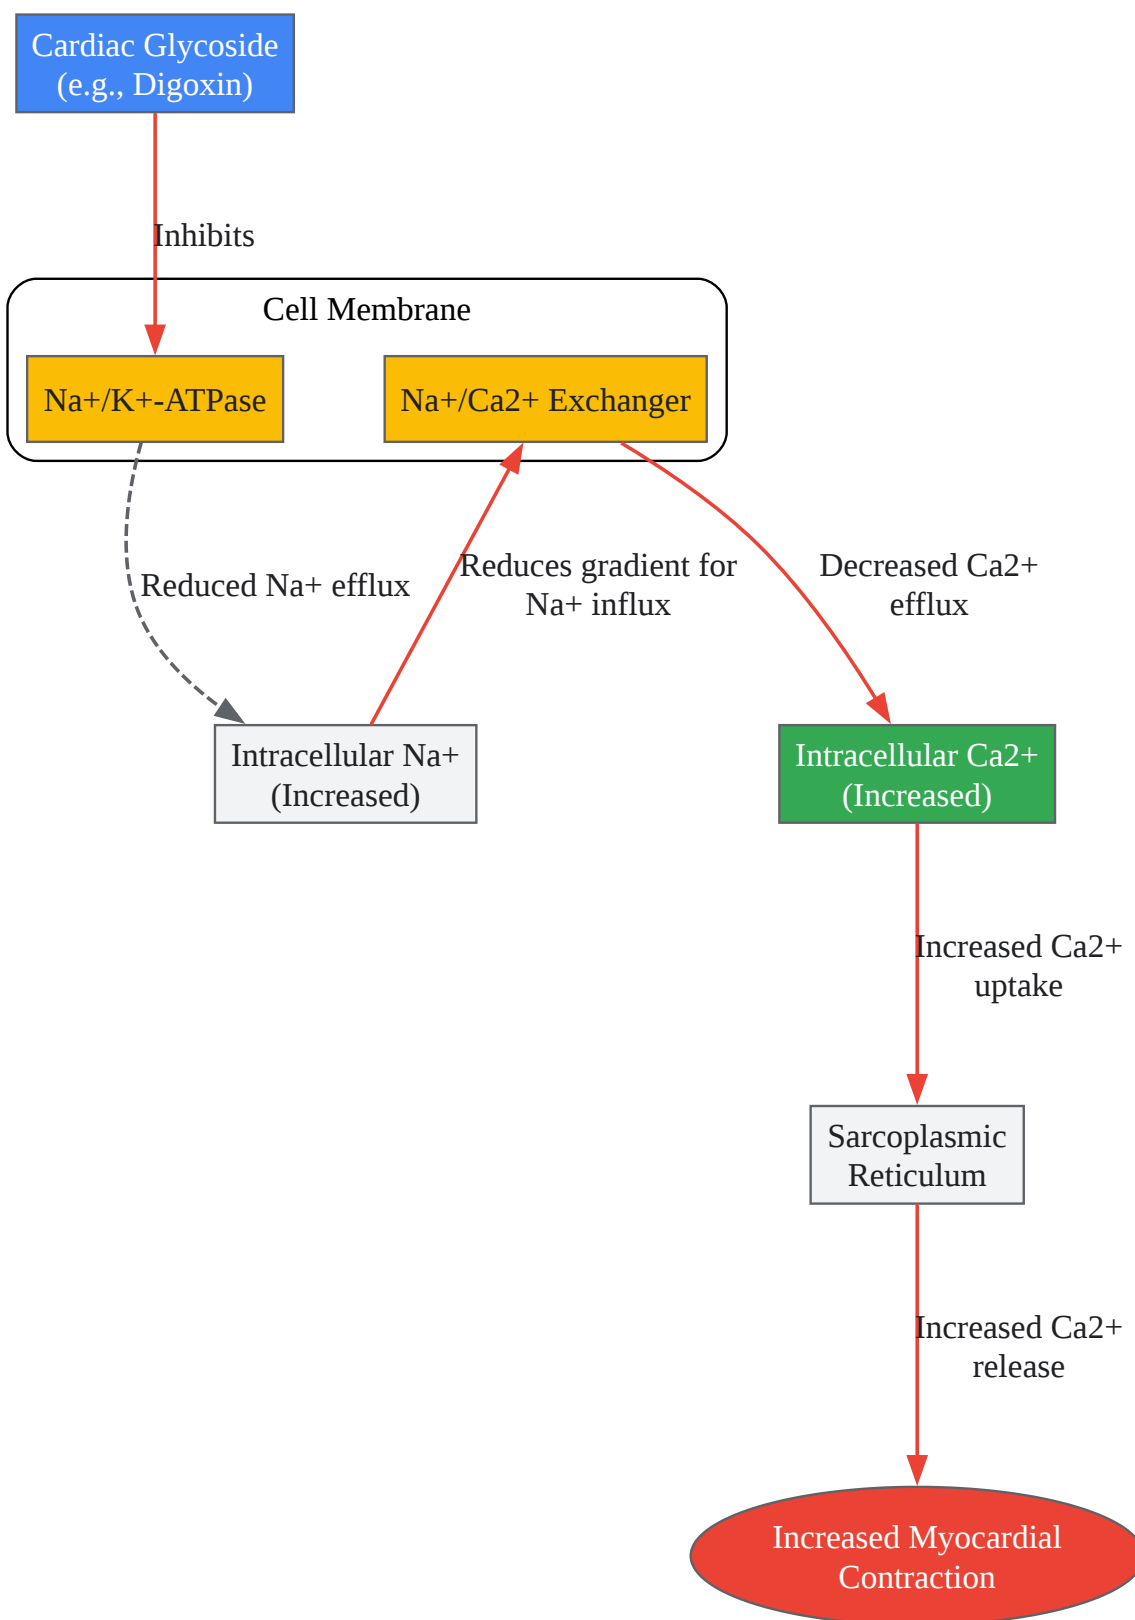 Cardiac Glycoside
(e.g., Digoxin)
Inhibits
Cell Membrane
Na+/K+-ATPase
Na+/Ca2+ Exchanger
Reduced Na+ efflux
Reduces gradient for
Na+ influx
Decreased Ca2+
efflux
Intracellular Na+
(Increased)
Intracellular Ca2+
(Increased)
Increased Ca2+
uptake
Sarcoplasmic
Reticulum
Increased Ca2+
release
Increased Myocardial
Contraction